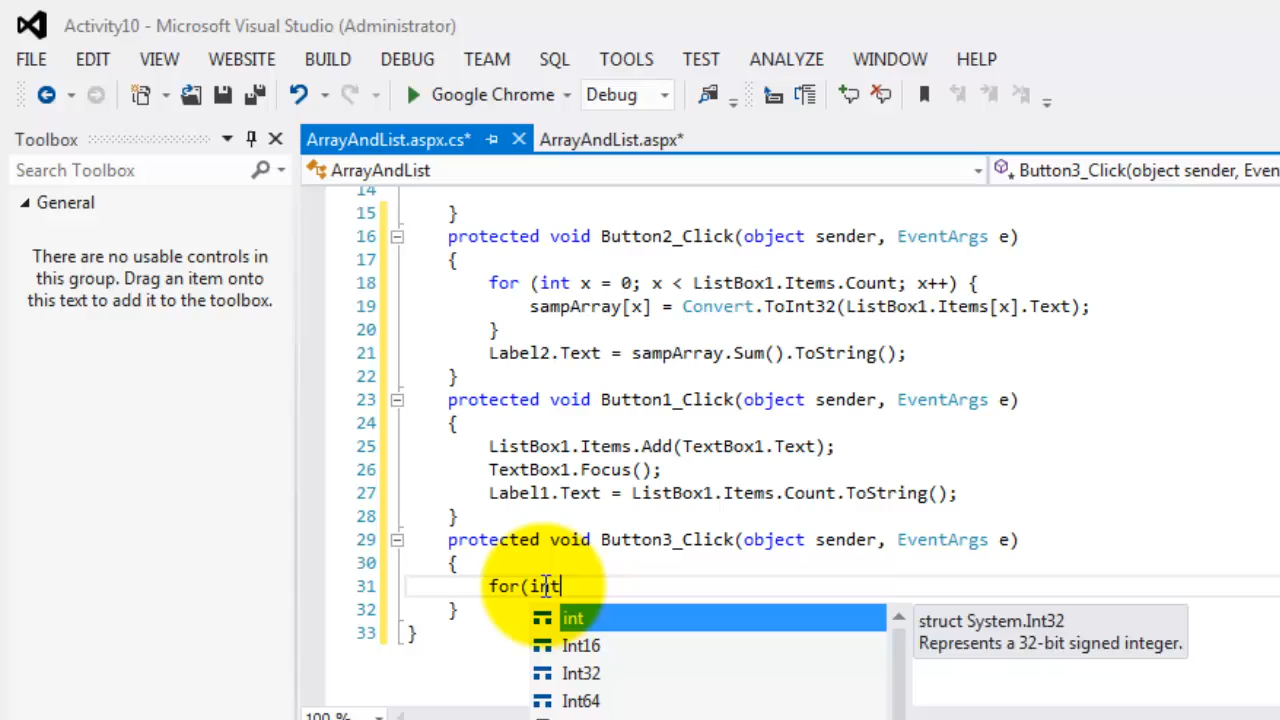 Activity10 - Microsoft Visual Studio (Administrator)
FILE EDIT VIEW WEBSITE BUILD DEBUG TEAM SQL TOOLS TEST ANALYZE WINDOW HELP
Google Chrome Debug
Toolbox ArrayAndList.aspx.cs* ArrayAndList.aspx*
Search Toolbox ArrayAndList Button3_Click(object sender, Even
General
There are no usable controls in
this group. Drag an item onto
this text to add it to the toolbox.
14
15 }
16 protected void Button2_Click(object sender, EventArgs e)
17 {
18 for (int x = 0; x < ListBox1.Items.Count; x++) {
19 sampArray[x] = Convert.ToInt32(ListBox1.Items[x].Text);
20 }
21 Label2.Text = sampArray.Sum().ToString();
22 }
23 protected void Button1_Click(object sender, EventArgs e)
24 {
25 ListBox1.Items.Add(TextBox1.Text);
26 TextBox1.Focus();
27 Label1.Text = ListBox1.Items.Count.ToString();
28 }
29 protected void Button3_Click(object sender, EventArgs e)
30 {
31 for(int
32 }
33 }
int
Int16
Int32
Int64
struct System.Int32
Represents a 32-bit signed integer.
100 %